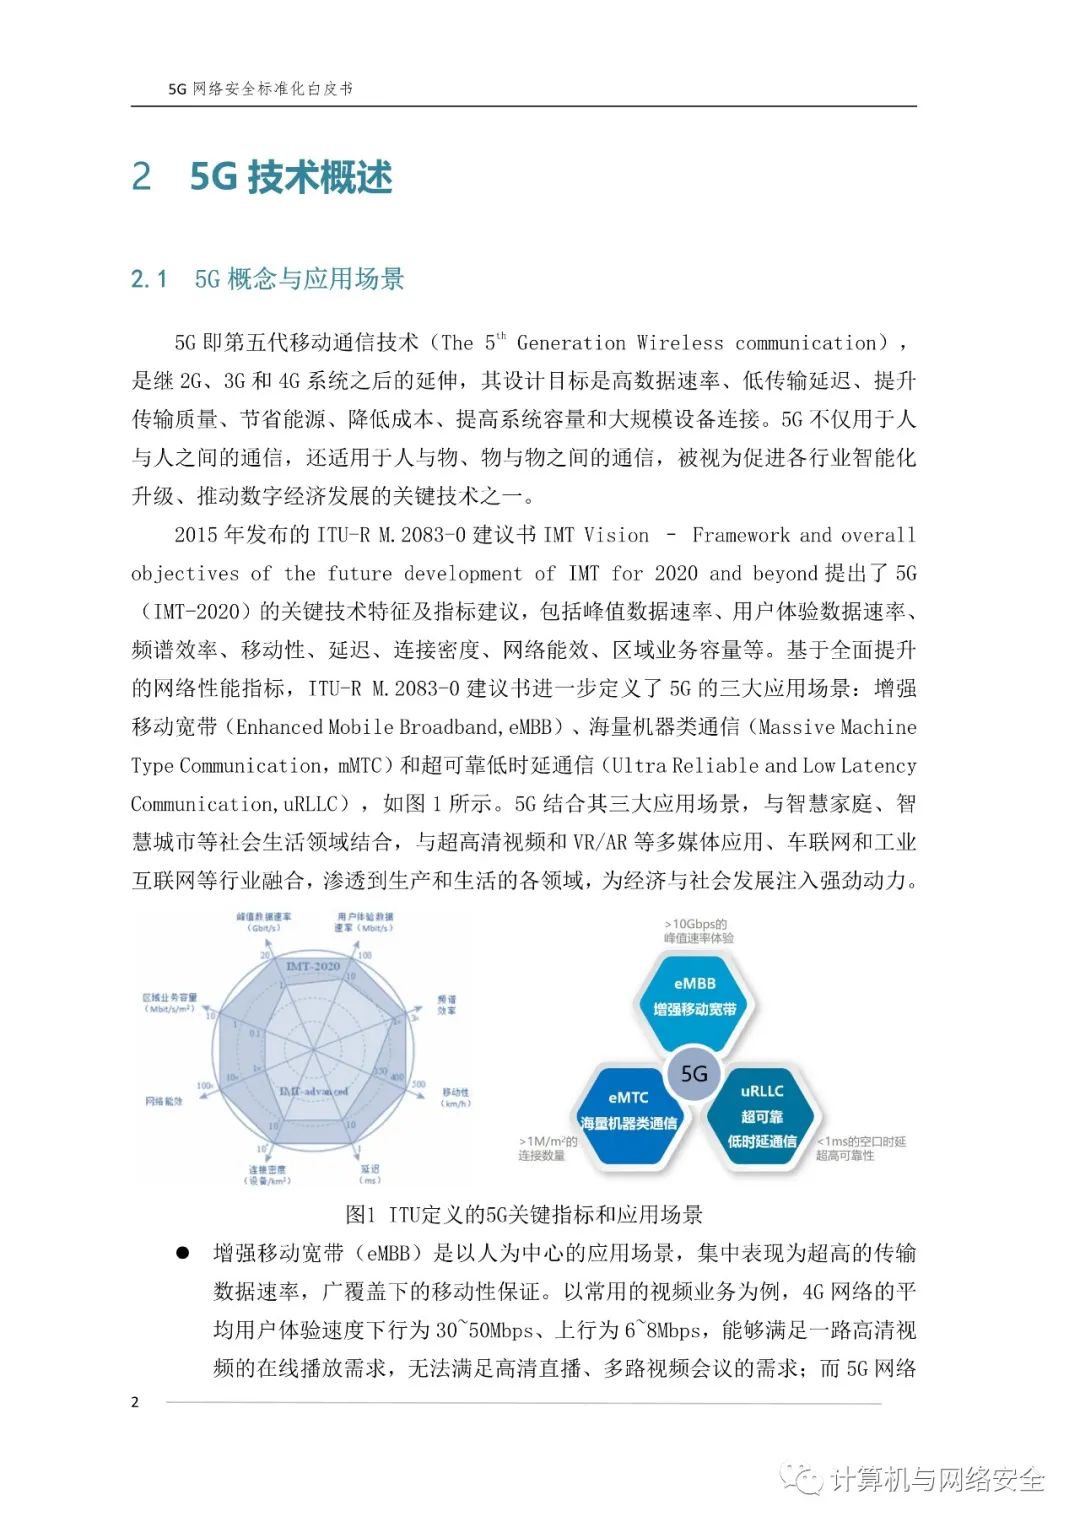 5G 网络安全标准化白皮书
2 5G 技术概述
2.1 5G 概念与应用场景
5G 即第五代移动通信技术（The 5th Generation Wireless communication），
是继 2G、3G 和 4G 系统之后的延伸，其设计目标是高数据速率、低传输延迟、提升
传输质量、节省能源、降低成本、提高系统容量和大规模设备连接。5G 不仅用于人
与人之间的通信，还适用于人与物、物与物之间的通信，被视为促进各行业智能化
升级、推动数字经济发展的关键技术之一。
2015 年发布的 ITU-R M.2083-0 建议书 IMT Vision – Framework and overall
objectives of the future development of IMT for 2020 and beyond 提出了 5G
（IMT-2020）的关键技术特征及指标建议，包括峰值数据速率、用户体验数据速率、
频谱效率、移动性、延迟、连接密度、网络能效、区域业务容量等。基于全面提升
的网络性能指标，ITU-R M.2083-0 建议书进一步定义了 5G 的三大应用场景：增强
移动宽带（Enhanced Mobile Broadband,eMBB）、海量机器类通信（Massive Machine
Type Communication，mMTC）和超可靠低时延通信（Ultra Reliable and Low Latency
Communication,uRLLC），如图 1 所示。5G 结合其三大应用场景，与智慧家庭、智
慧城市等社会生活领域结合，与超高清视频和 VR/AR 等多媒体应用、车联网和工业
互联网等行业融合，渗透到生产和生活的各领域，为经济与社会发展注入强劲动力。
峰值数据速率
（Gbit/s）
用户体验数据
速率（Mbit/s）
20
100
IMT-2020
1
10
区域业务容量
（Mbit/s/m²）
频谱
效率
10
1
0.1
1×
3×
网络能效
100×
10×
1×
350
400
500
移动性
（km/h）
IMT-advanced
10
10
1
连接密度
（设备/km²）
延迟
（ms）
>10Gbps的
峰值速率体验
eMBB
增强移动宽带
5G
eMTC
海量机器类通信
uRLLC
超可靠
低时延通信
>1M/m²的
连接数量
<1ms的空口时延
超高可靠性
图1 ITU定义的5G关键指标和应用场景
● 增强移动宽带（eMBB）是以人为中心的应用场景，集中表现为超高的传输
数据速率，广覆盖下的移动性保证。以常用的视频业务为例，4G 网络的平
均用户体验速度下行为 30~50Mbps、上行为 6~8Mbps，能够满足一路高清视
频的在线播放需求，无法满足高清直播、多路视频会议的需求；而 5G 网络
2
计算机与网络安全